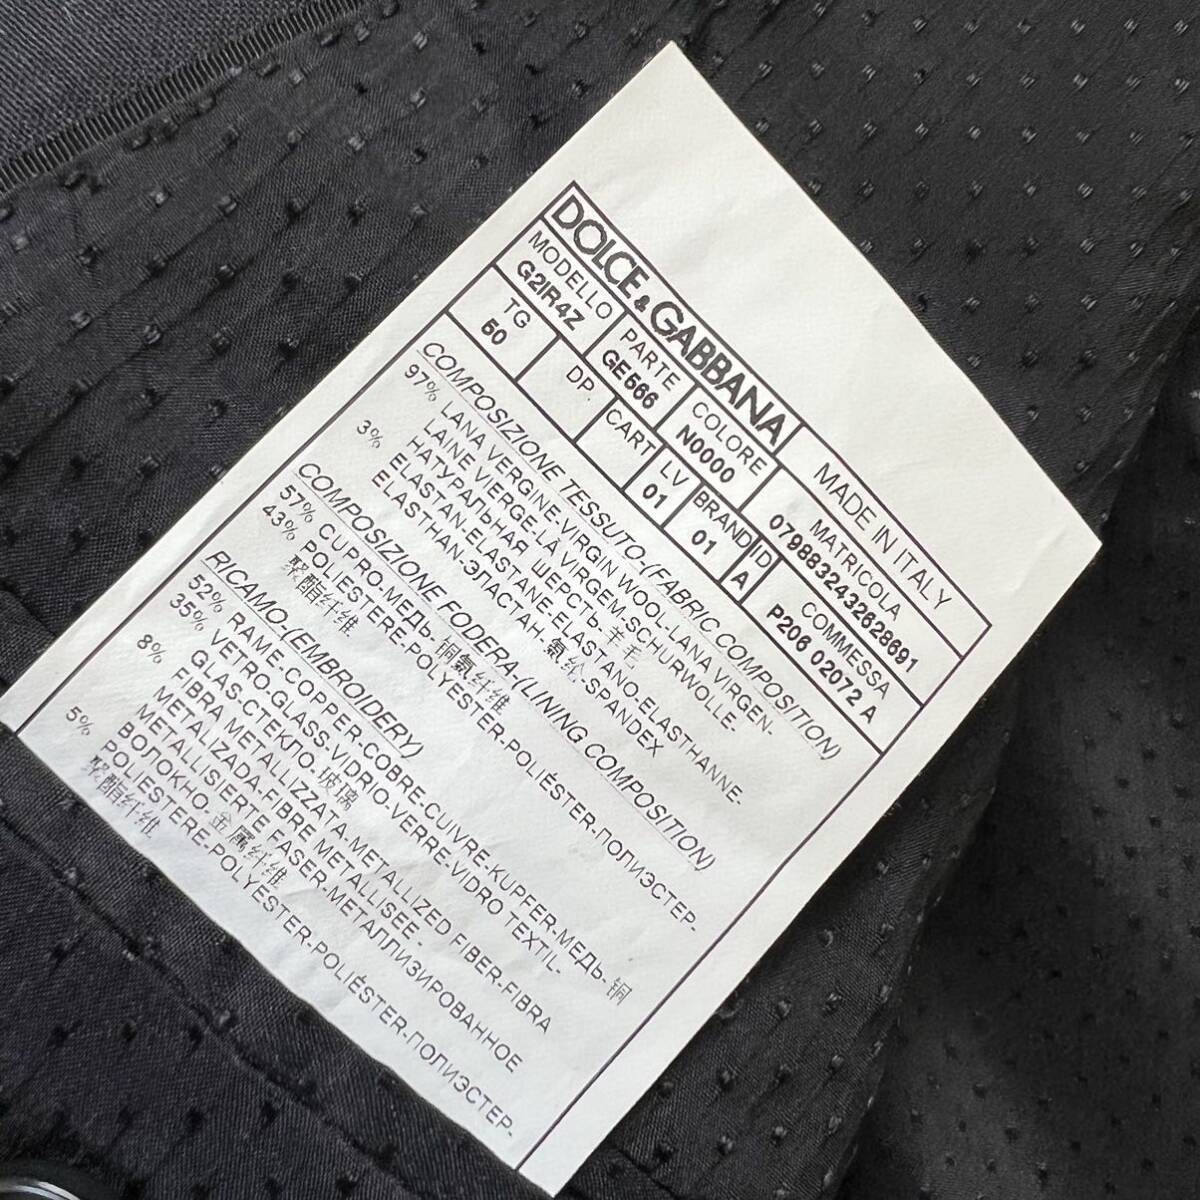 DOLCE & GABBANA MADE IN ITALY
MODELLO PARTE COLORE MATRICOLA
G2IR4Z GE566 N0000 07988324326286​91
TG DP. CART LV BRAND ID COMMESSA
50 01 01 A P206 02072 A
COMPOSIZIONE TESSUTO-(FABRIC COMPOSITION)
97% LANA VERGINE-VIRGIN WOOL-LANA VIRGEN-
LAINE VIERGE-LÃ VIRGEM-SCHURWOLLE-
НАТУРАЛЬНАЯ ШЕРСТЬ-羊毛
3% ELASTAN-ELASTANE-ELASTANO-ELASTHANNE-
ELASTHAN-ЭЛАСТАН-氨纶-SPANDEX
COMPOSIZIONE FODERA-(LINING COMPOSITION)
57% CUPRO-МЕДЬ-铜氨纤维
43% POLIESTERE-POLYESTER-POLIÉSTER-ПОЛИЭСТЕР-
聚酯纤维
RICAMO-(EMBROIDERY)
52% RAME-COPPER-COBRE-CUIVRE-KUPFER-МЕДЬ-铜
35% VETRO-GLASS-VIDRIO-VERRE-VIDRO TEXTIL-
GLAS-СТЕКЛО-玻璃
8% FIBRA METALLIZZATA-METALLIZED FIBER-FIBRA
METALIZADA-FIBRE METALLISEE-
METALLISIERTE FASER-МЕТАЛЛИЗИРОВАННОЕ
ВОЛОКНО-金属纤维
5% POLIESTERE-POLYESTER-POLIÉSTER-ПОЛИЭСТЕР-
聚酯纤维